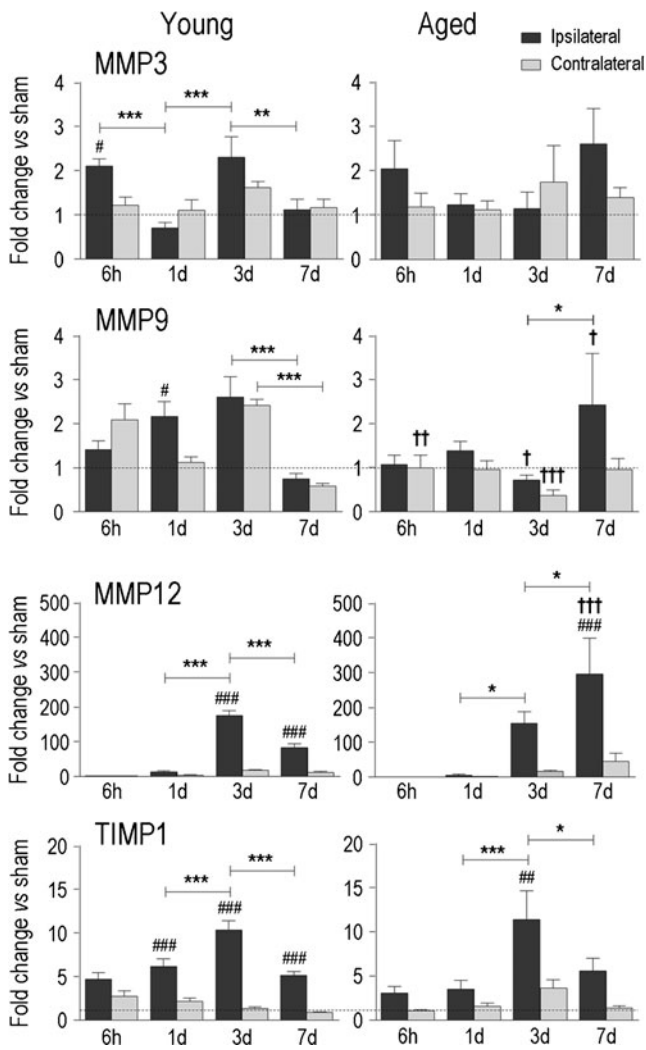 Young Aged
Ipsilateral
Contralateral
MMP3
Fold change vs sham
4
3
2
1
0
# *** *** **
6h 1d 3d 7d
4
3
2
1
0
6h 1d 3d 7d
MMP9
Fold change vs sham
4
3
2
1
0
# *** ***
6h 1d 3d 7d
4
3
2
1
0
†† † ††† * †
6h 1d 3d 7d
MMP12
Fold change vs sham
500
400
300
200
100
0
*** ### *** ###
6h 1d 3d 7d
500
400
300
200
100
0
* * †††
###
6h 1d 3d 7d
TIMP1
Fold change vs sham
20
15
10
5
0
### *** ### *** ###
6h 1d 3d 7d
20
15
10
5
0
*** ## *
6h 1d 3d 7d